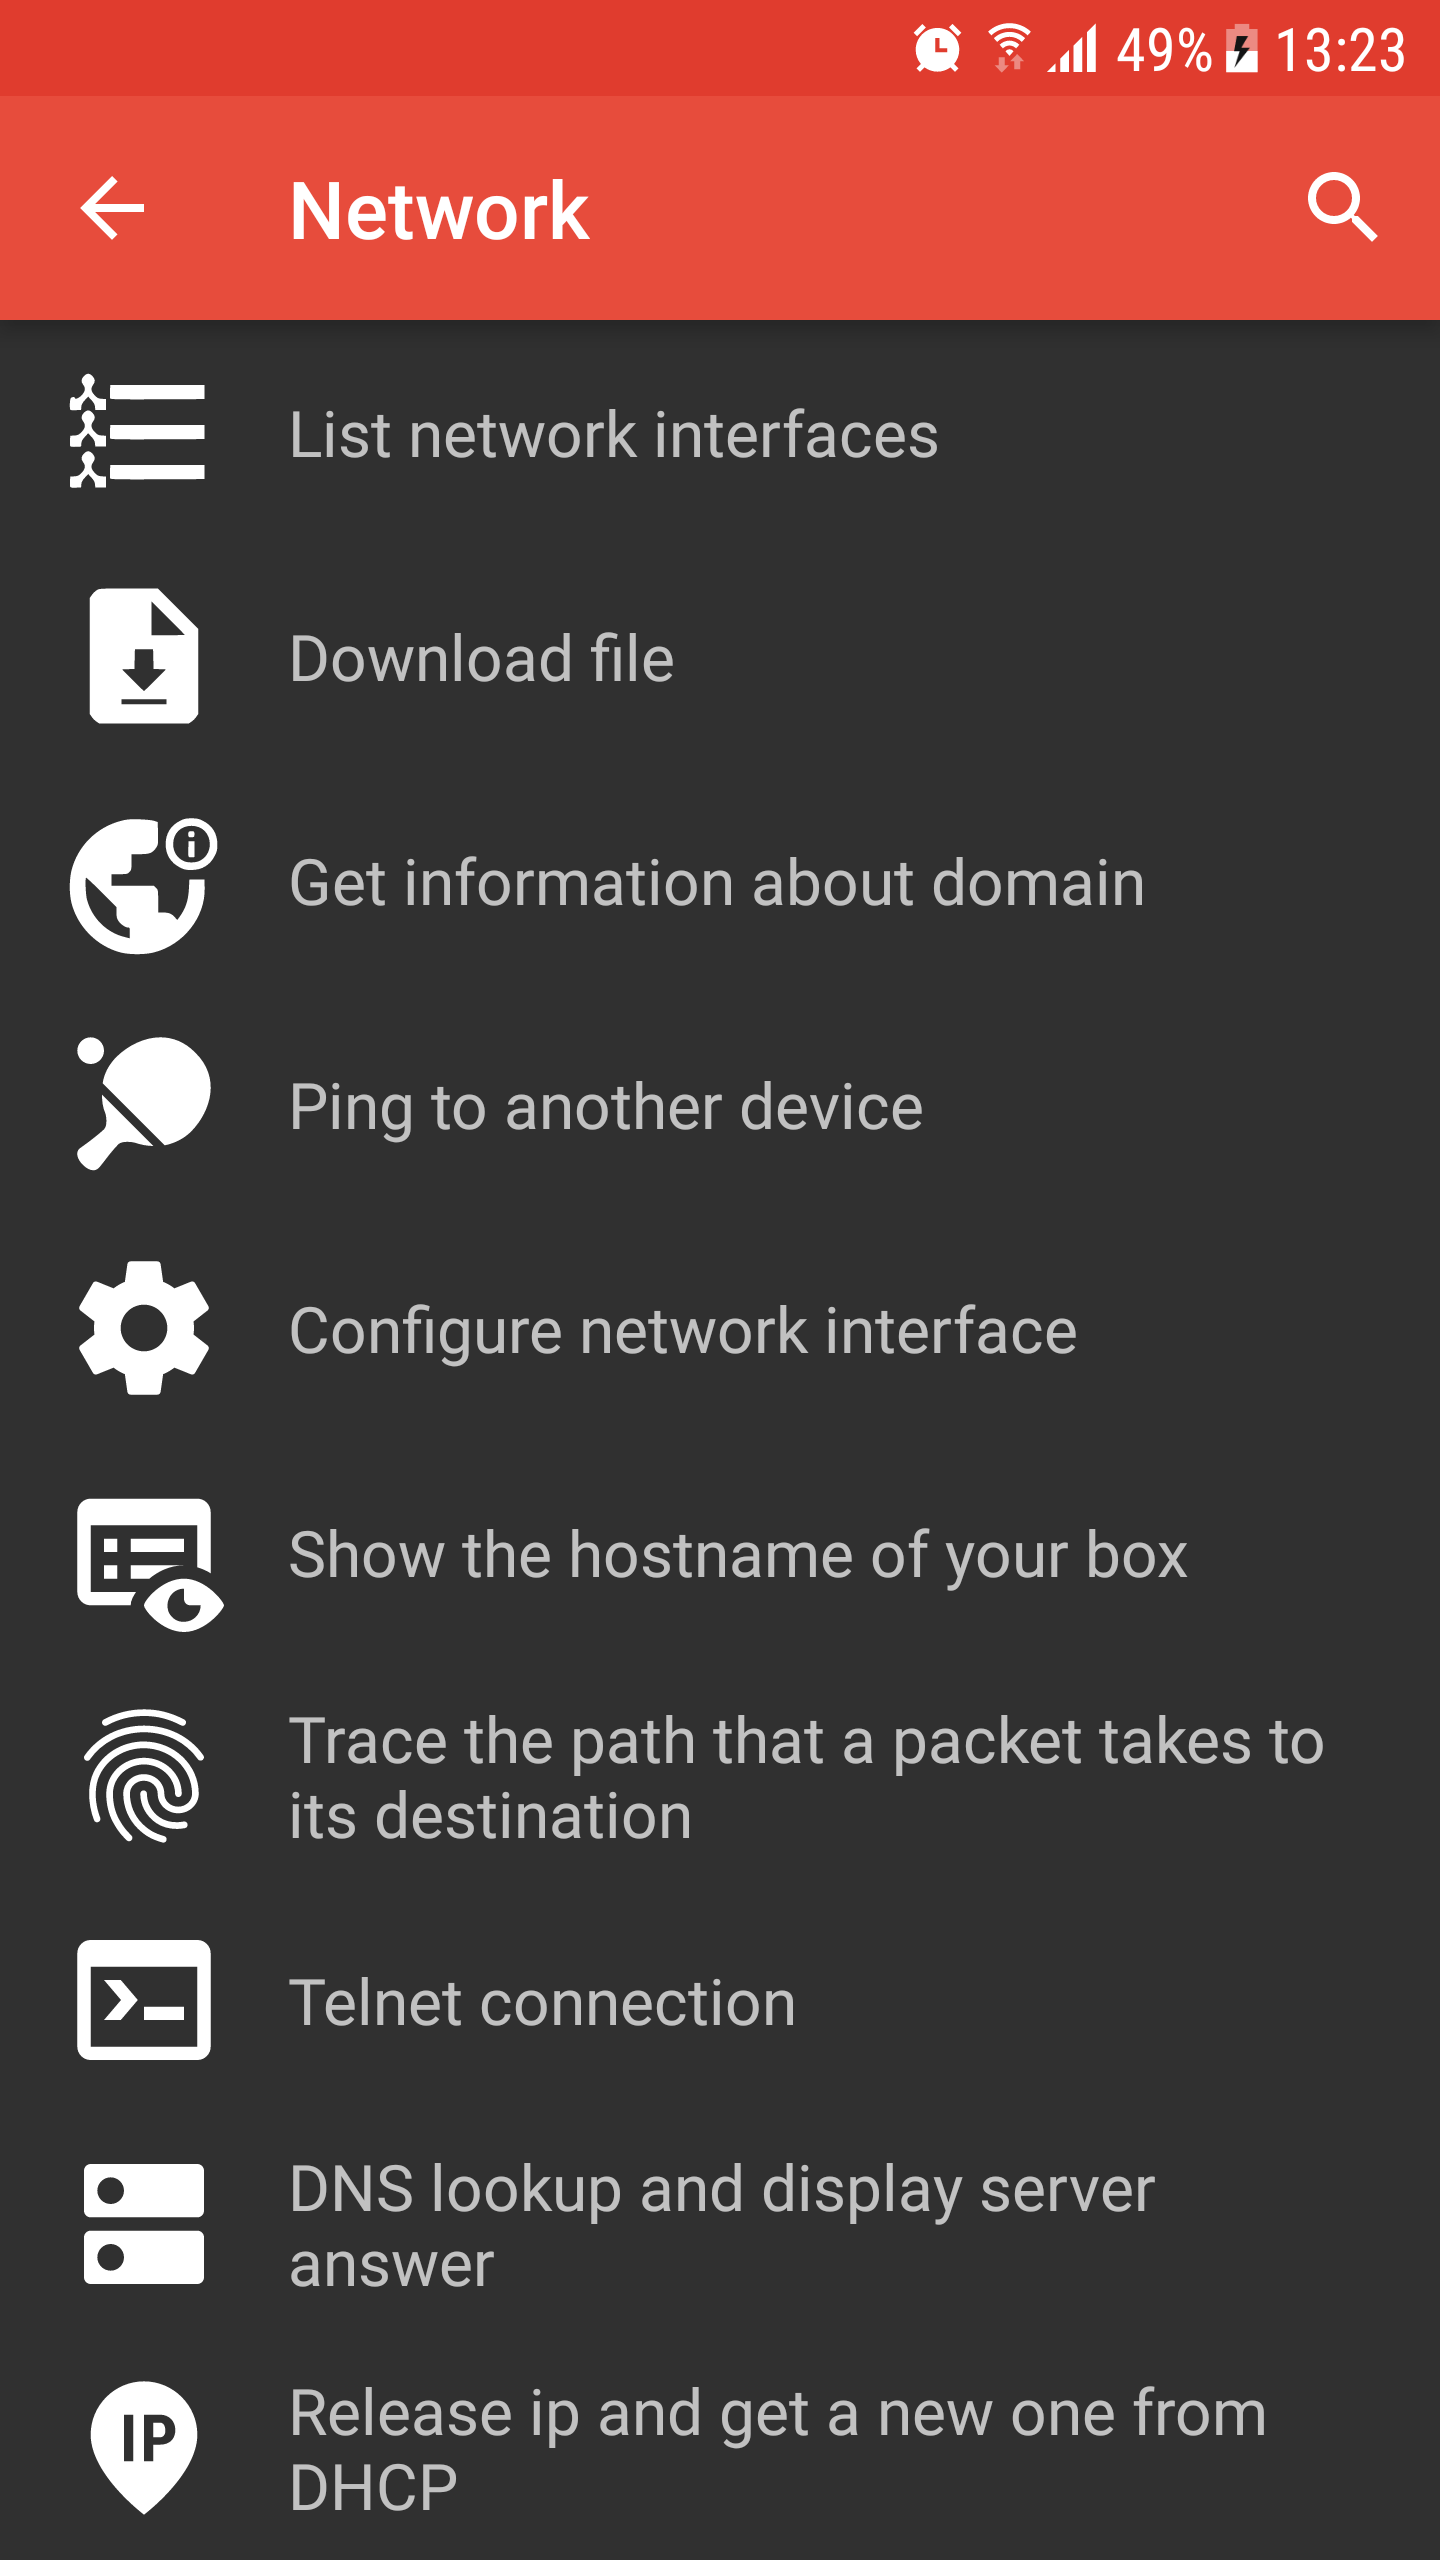 49% 13:23
Network
List network interfaces
Download file
Get information about domain
Ping to another device
Configure network interface
Show the hostname of your box
Trace the path that a packet takes to
its destination
Telnet connection
DNS lookup and display server
answer
IP
Release ip and get a new one from
DHCP